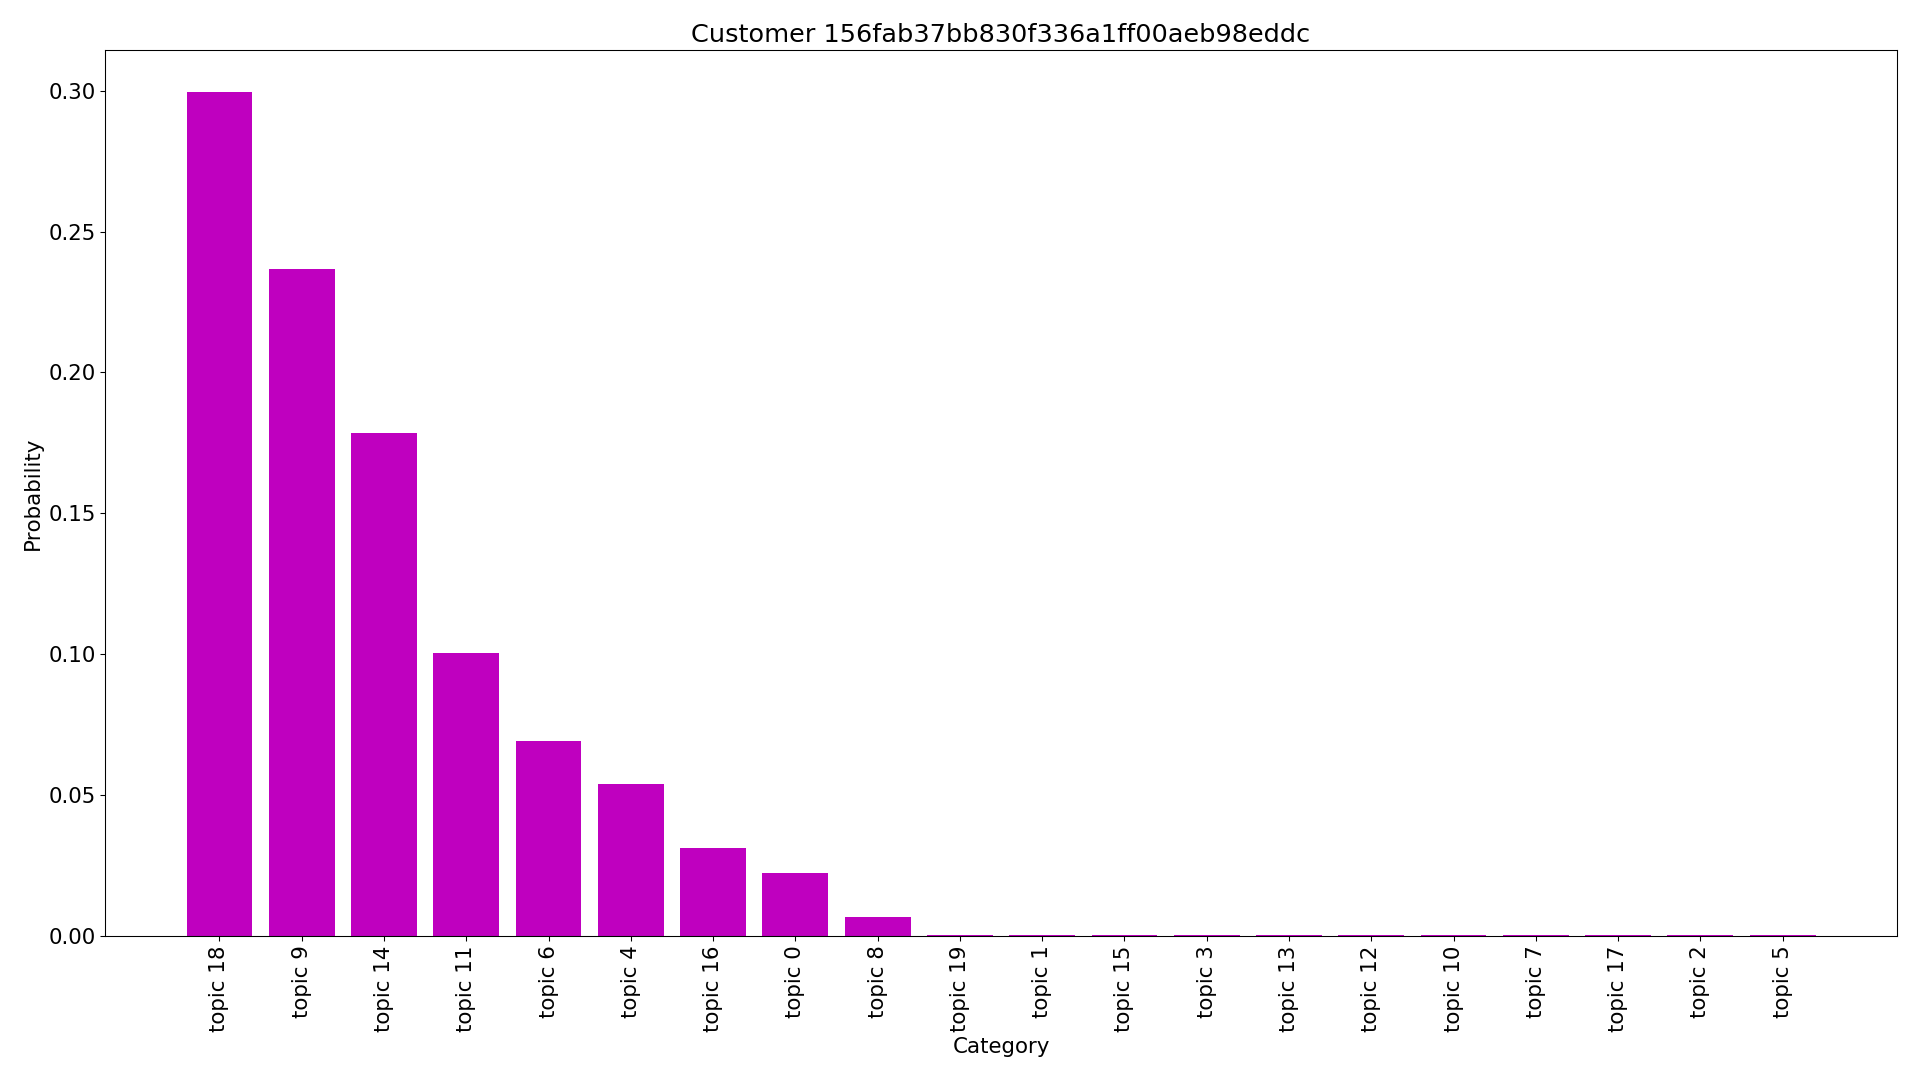 Customer 156fab37bb830f336a1ff00aeb98eddc
0.30
0.25
0.20
0.15
0.10
0.05
0.00
Probability
topic 18
topic 9
topic 14
topic 11
topic 6
topic 4
topic 16
topic 0
topic 8
topic 19
topic 1
topic 15
topic 3
topic 13
topic 12
topic 10
topic 7
topic 17
topic 2
topic 5
Category